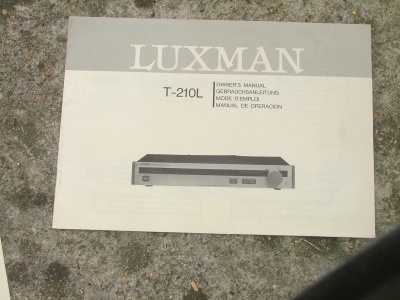 LUXMAN
T-210L
OWNER'S MANUAL
GEBRAUCHSANLEITUNG
MODE D'EMPLOI
MANUAL DE OPERACION